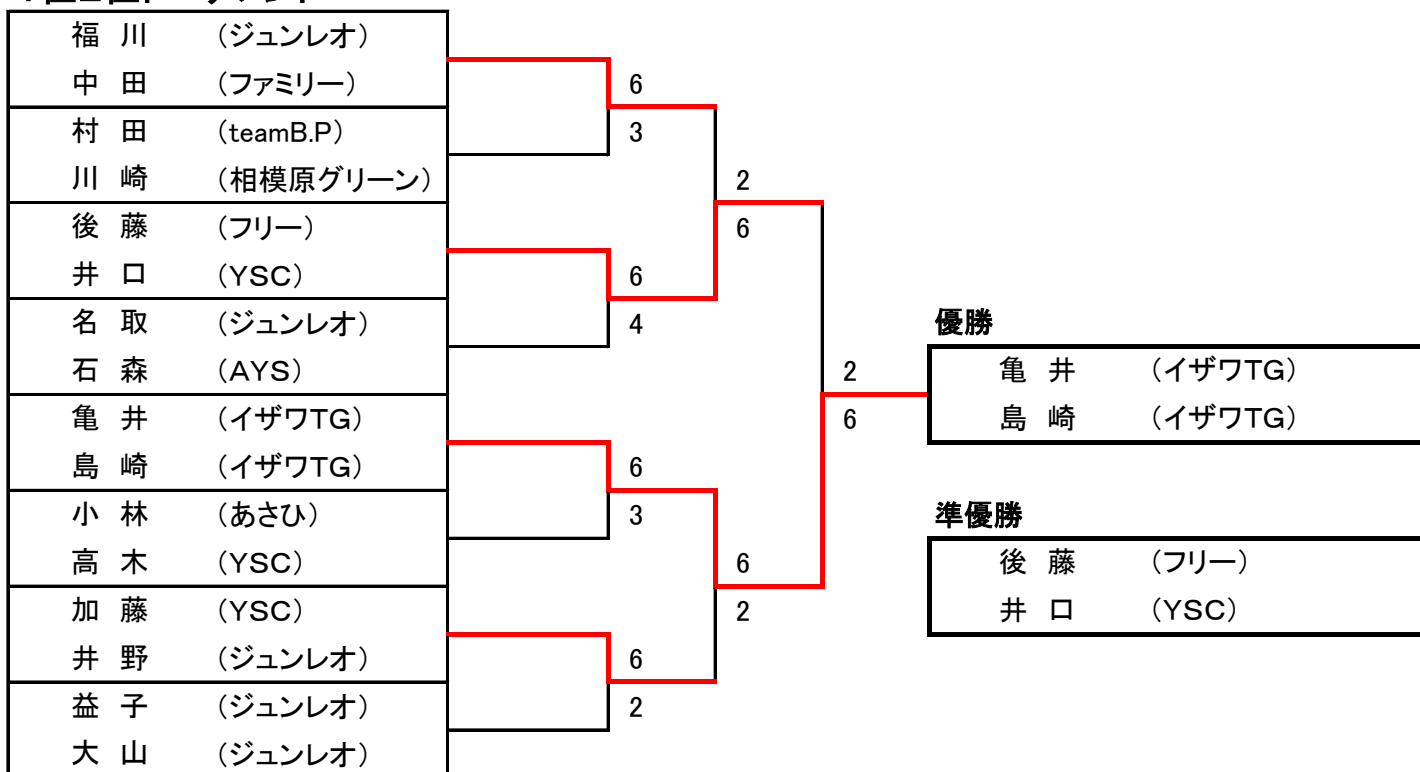 福 川 （ジュンレオ）
中 田 （ファミリー）
6
村 田 （teamB.P）
3
川 崎 （相模原グリーン）
2
後 藤 （フリー）
6
井 口 （YSC）
6
名 取 （ジュンレオ）
4
優勝
石 森 （AYS）
2
亀 井 （イザワTG）
亀 井 （イザワTG）
6
島 崎 （イザワTG）
島 崎 （イザワTG）
6
小 林 （あさひ）
3
準優勝
高 木 （YSC）
6
後 藤 （フリー）
加 藤 （YSC）
2
井 口 （YSC）
井 野 （ジュンレオ）
6
益 子 （ジュンレオ）
2
大 山 （ジュンレオ）